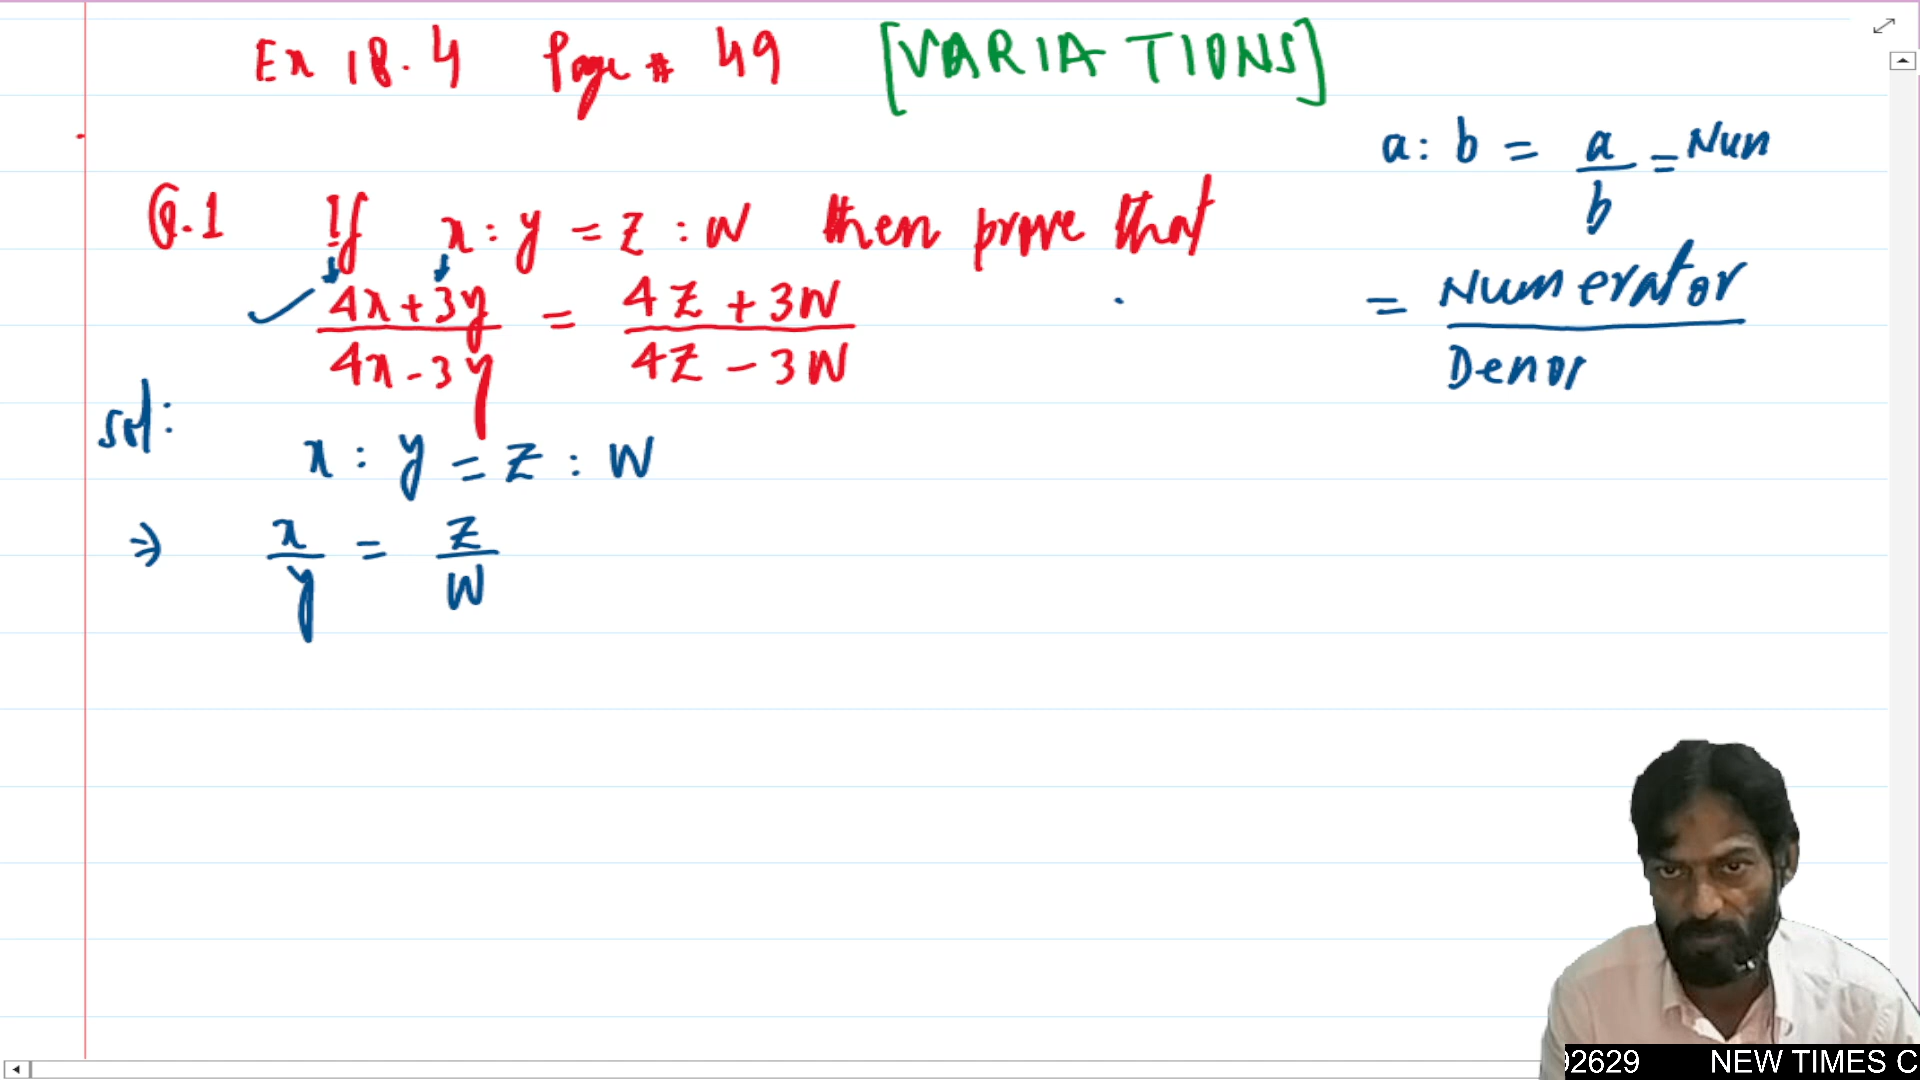 Ex 18.4 Page # 49 [VARIATIONS]
a : b = a/b = Num
Q.1 If x : y = z : w then prove that
= Numerator/Denor
4x+3y/4x-3y = 4z+3w/4z-3w
Sol:
x : y = z : w
⇒ x/y = z/w
92629 NEW TIMES C